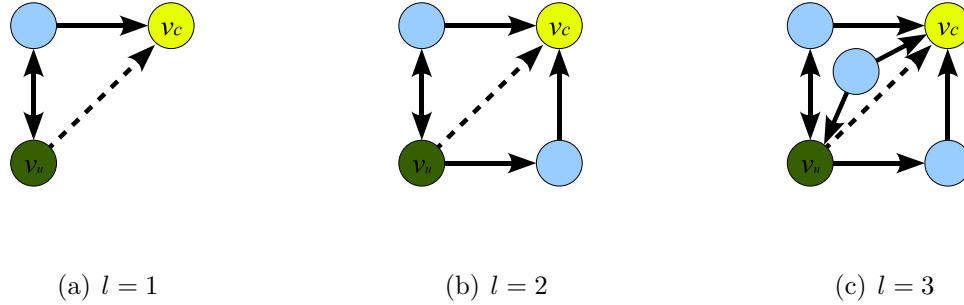 v_c v_c v_c
v_u v_u v_u
(a) l = 1 (b) l = 2 (c) l = 3